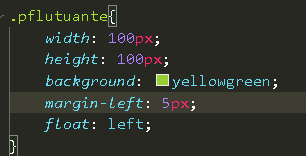 .pflutuante{
width: 100px;
height: 100px;
background: yellowgreen;
margin-left: 5px;
float: left;
}